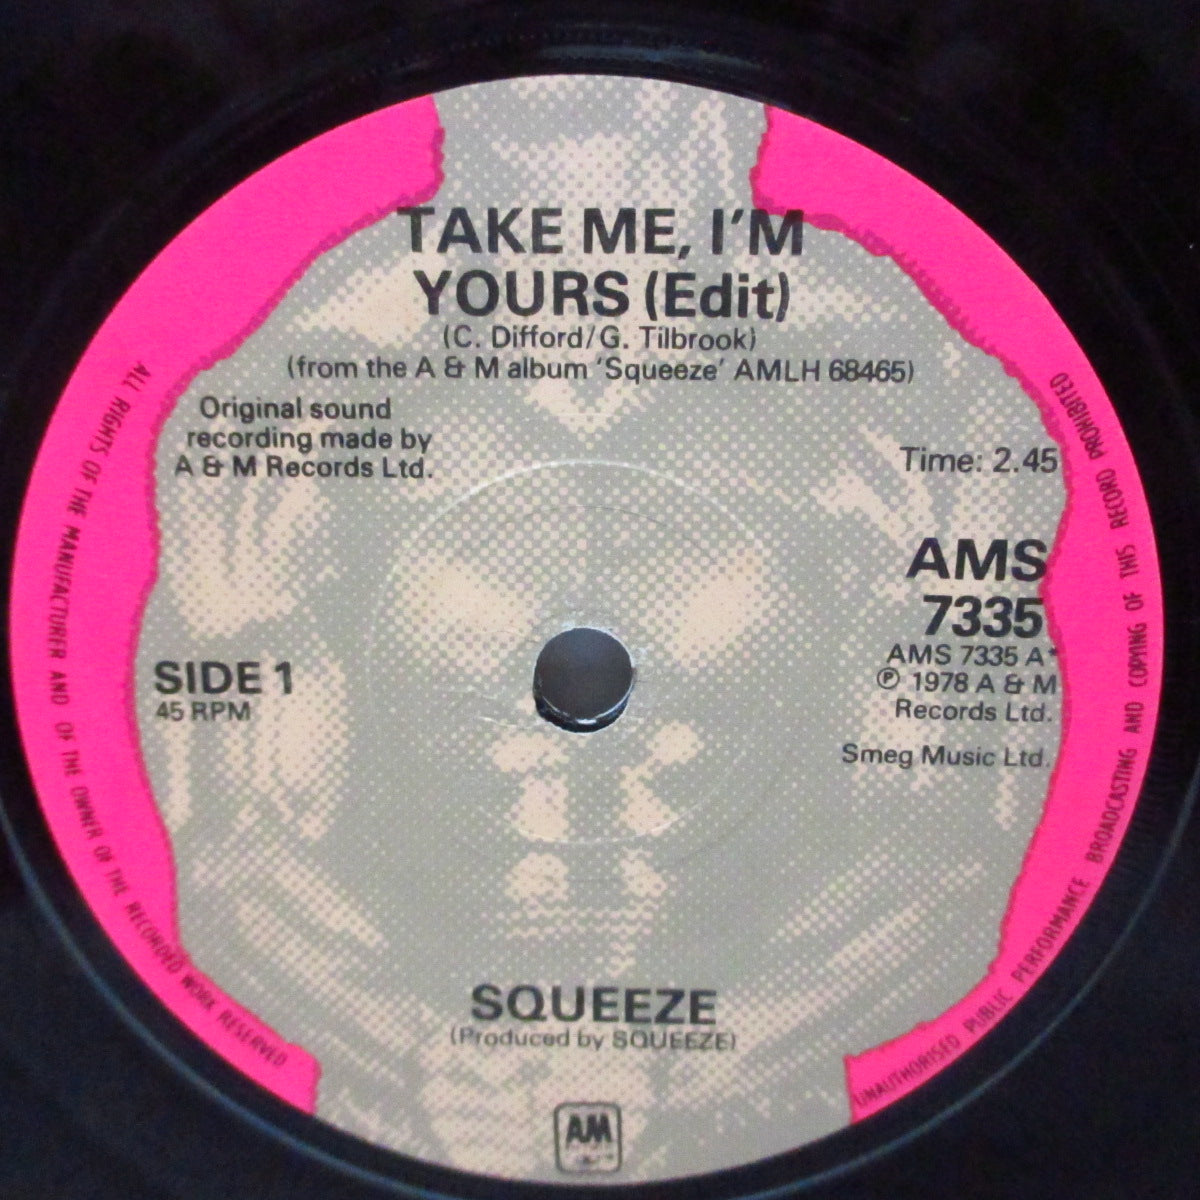 TAKE ME, I'M
YOURS (Edit)
(C. Difford/G. Tilbrook)
(from the A & M album 'Squeeze' AMLH 68465)
Original sound
recording made by
A & M Records Ltd.
Time: 2.45
AMS
7335
AMS 7335 A*
℗ 1978 A & M
Records Ltd.
Smeg Music Ltd.
SIDE 1
45 RPM
SQUEEZE
(Produced by SQUEEZE)
AM
ALL RIGHTS OF THE MANUFACTURER AND OF THE OWNER OF THE RECORDED WORK RESERVED
UNAUTHORISED PUBLIC PERFORMANCE BROADCASTING AND COPYING OF THIS RECORD PROHIBITED